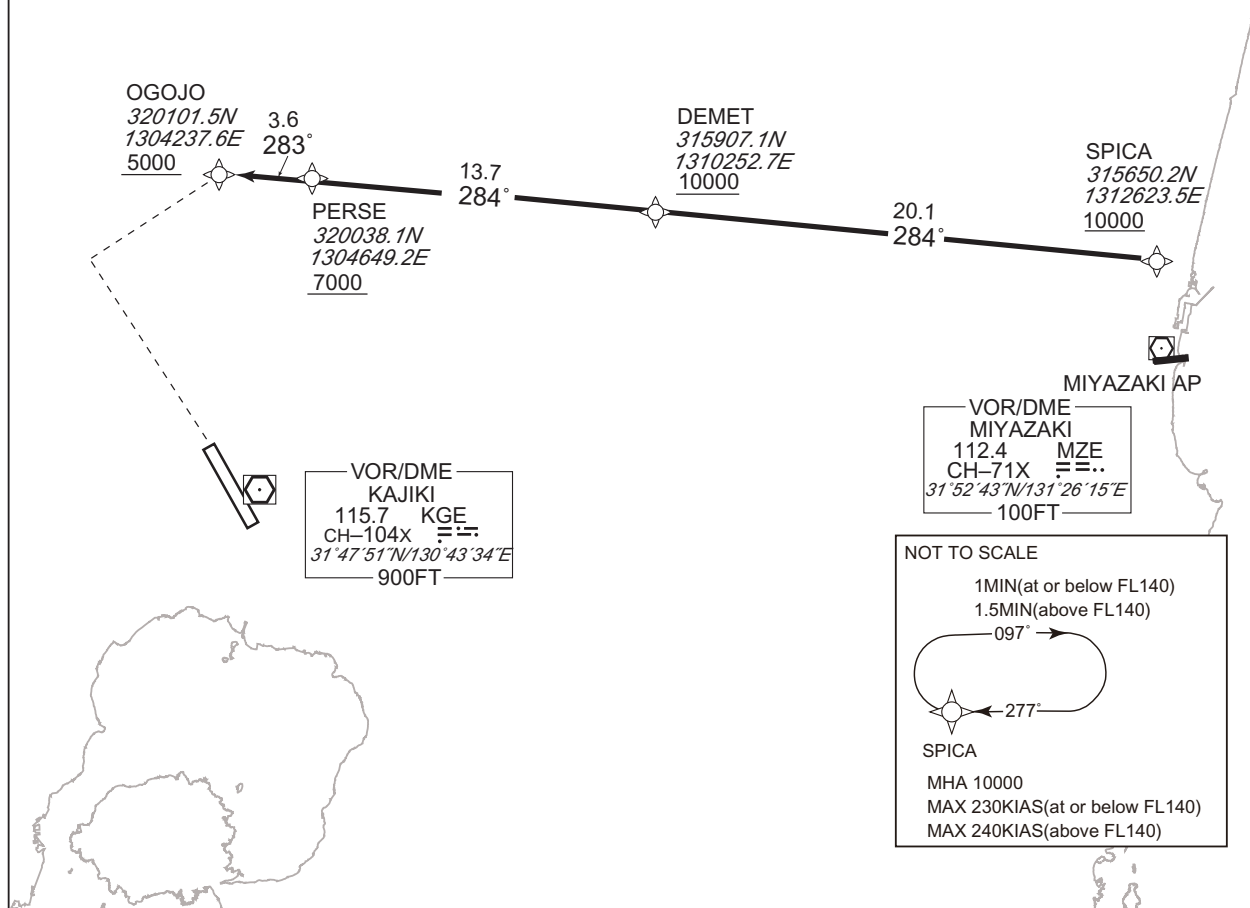 OGOJO
320101.5N
1304237.6E
5000
3.6
283°
PERSE
320038.1N
1304649.2E
7000
13.7
284°
DEMET
315907.1N
1310252.7E
10000
20.1
284°
SPICA
315650.2N
1312623.5E
10000
MIYAZAKI AP
VOR/DME
MIYAZAKI
112.4 MZE
CH–71X
31°52′43″N/131°26′15″E
100FT
VOR/DME
KAJIKI
115.7 KGE
CH–104X
31°47′51″N/130°43′34″E
900FT
NOT TO SCALE
1MIN(at or below FL140)
1.5MIN(above FL140)
097°
277°
SPICA
MHA 10000
MAX 230KIAS(at or below FL140)
MAX 240KIAS(above FL140)